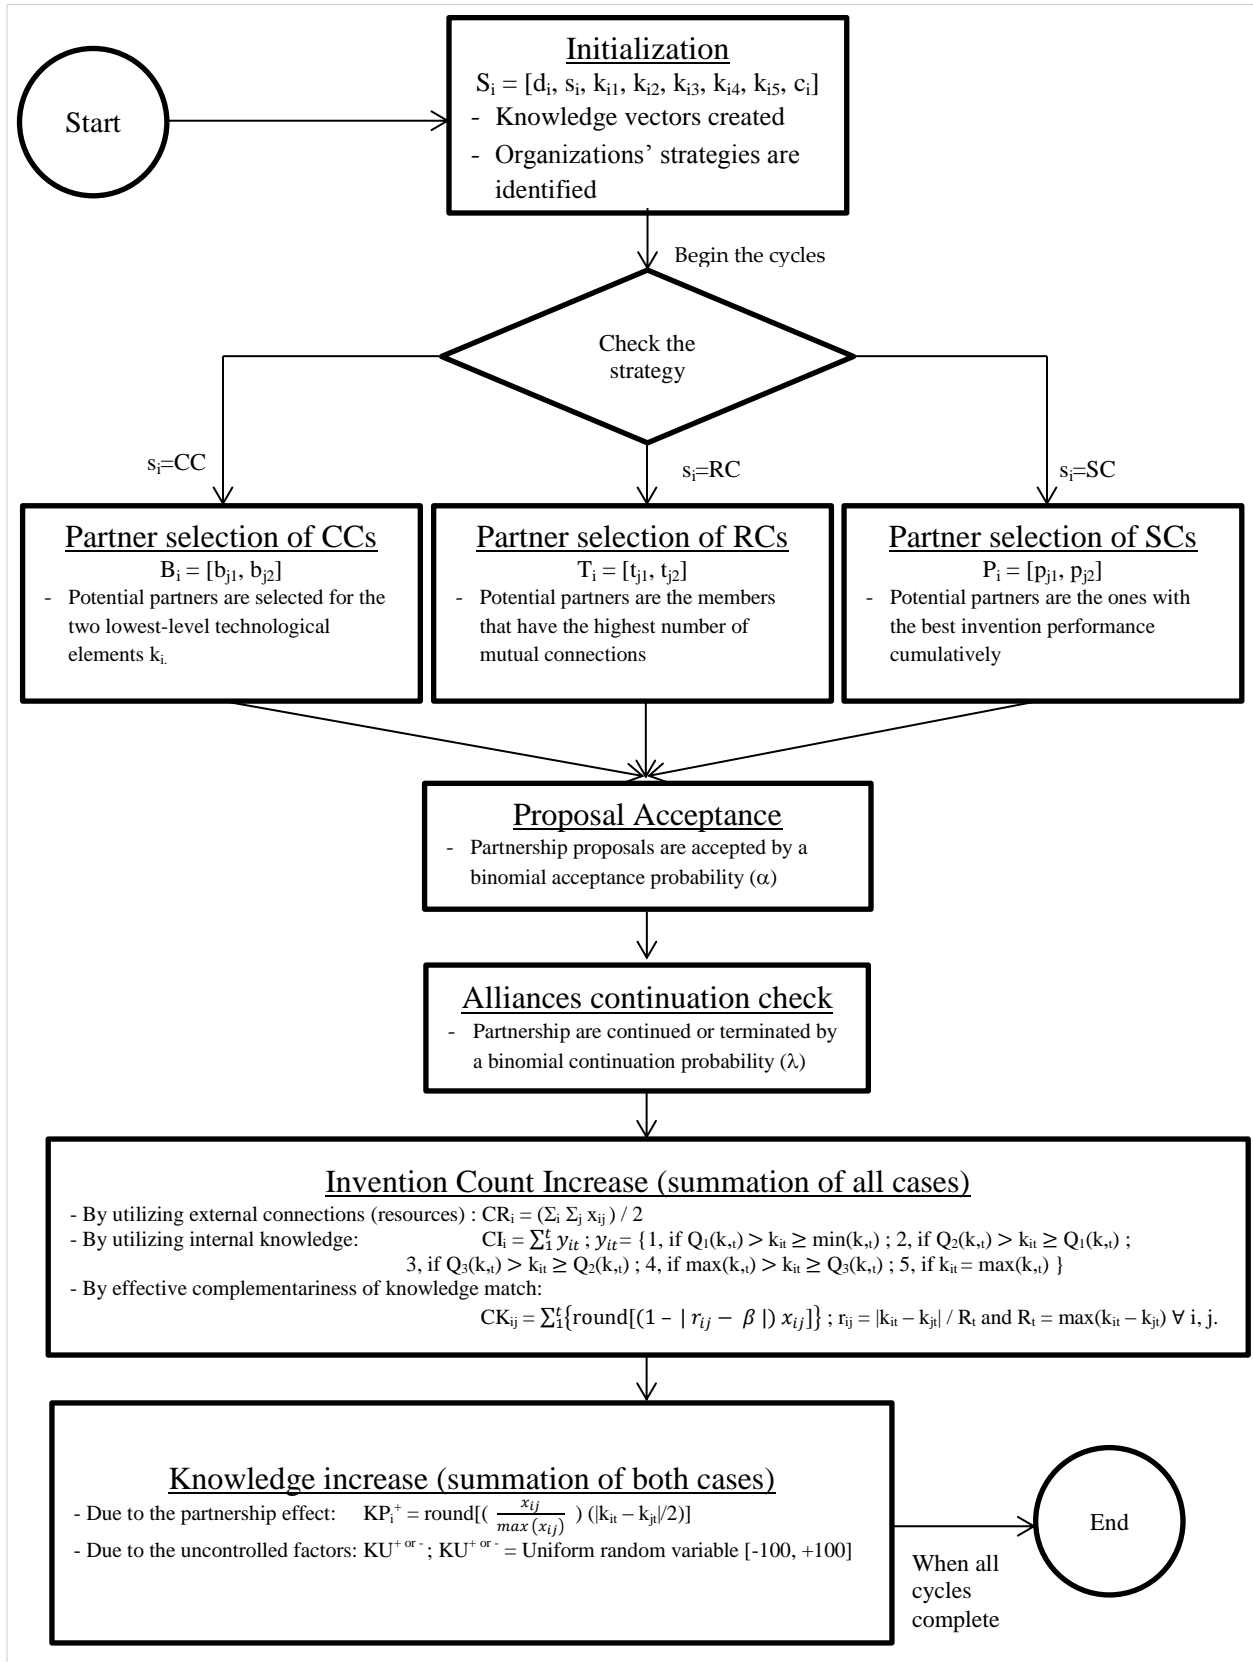 Start
Initialization
Si = [di, si, ki1, ki2, ki3, ki4, ki5, ci]
- Knowledge vectors created
- Organizations’ strategies are
identified
Begin the cycles
Check the
strategy
si=CC
si=RC
si=SC
Partner selection of CCs
Bi = [bj1, bj2]
- Potential partners are selected for the
two lowest-level technological
elements ki.
Partner selection of RCs
Ti = [tj1, tj2]
- Potential partners are the members
that have the highest number of
mutual connections
Partner selection of SCs
Pi = [pj1, pj2]
- Potential partners are the ones with
the best invention performance
cumulatively
Proposal Acceptance
- Partnership proposals are accepted by a
binomial acceptance probability (α)
Alliances continuation check
- Partnership are continued or terminated by
a binomial continuation probability (λ)
Invention Count Increase (summation of all cases)
- By utilizing external connections (resources) : CRi = (Σi Σj xij ) / 2
- By utilizing internal knowledge: CIi = ∑₁ᵗ yit ; yit = {1, if Q1(k,t) > kit ≥ min(k,t) ; 2, if Q2(k,t) > kit ≥ Q1(k,t) ;
3, if Q3(k,t) > kit ≥ Q2(k,t) ; 4, if max(k,t) > kit ≥ Q3(k,t) ; 5, if kit = max(k,t) }
- By effective complementariness of knowledge match:
CKij = ∑₁ᵗ{round[(1 − | rij − β |) xij]} ; rij = |kit – kjt| / Rt and Rt = max(kit – kjt) ∀ i, j.
Knowledge increase (summation of both cases)
- Due to the partnership effect: KPi+ = round[( xij / max (xij) ) (|kit – kjt|/2)]
- Due to the uncontrolled factors: KU+ or - ; KU+ or - = Uniform random variable [-100, +100]
When all
cycles
complete
End